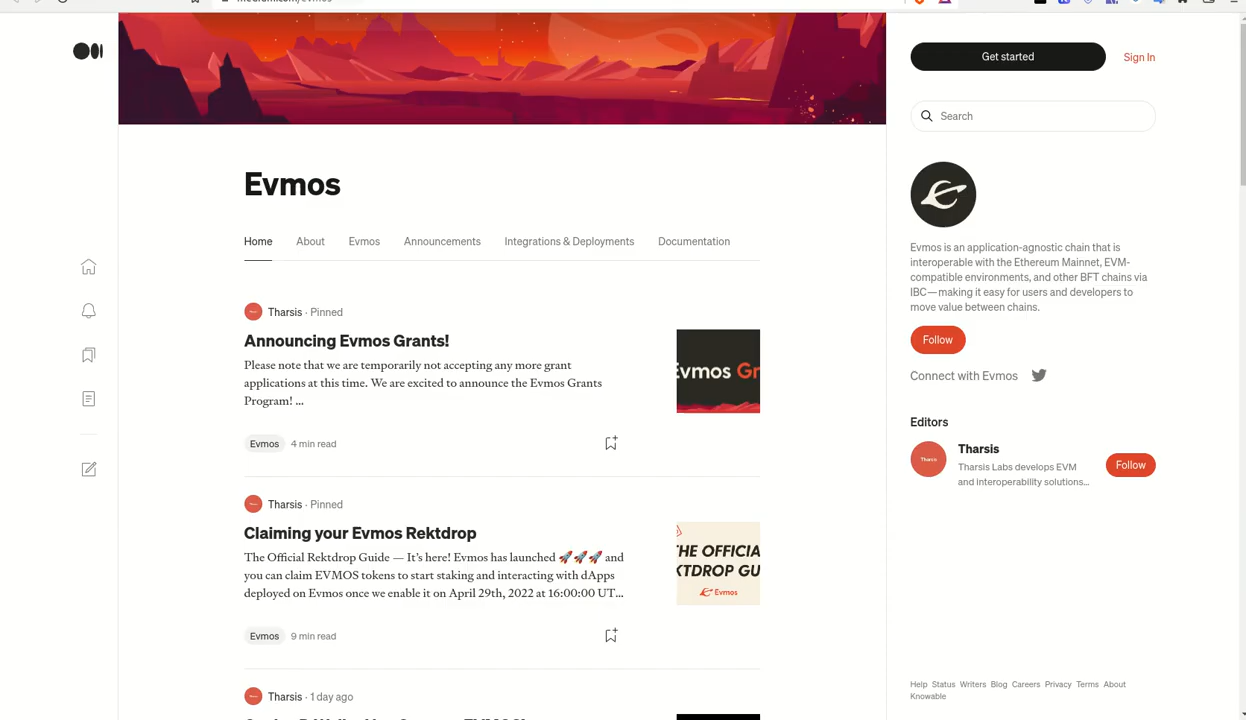 Get started
Sign In
Search
Evmos
Home About Evmos Announcements Integrations & Deployments Documentation
Tharsis · Pinned
Announcing Evmos Grants!
Please note that we are temporarily not accepting any more grant
applications at this time. We are excited to announce the Evmos Grants
Program! ...
Evmos Gr
Evmos 4 min read
Tharsis · Pinned
Claiming your Evmos Rektdrop
The Official Rektdrop Guide — It’s here! Evmos has launched 🚀🚀🚀 and
you can claim EVMOS tokens to start staking and interacting with dApps
deployed on Evmos once we enable it on April 29th, 2022 at 16:00:00 UT...
THE OFFICIA
KTDROP GU
Evmos
Evmos 9 min read
Tharsis · 1 day ago
Evmos is an application-agnostic chain that is
interoperable with the Ethereum Mainnet, EVM-
compatible environments, and other BFT chains via
IBC—making it easy for users and developers to
move value between chains.
Follow
Connect with Evmos
Editors
Tharsis
Tharsis
Tharsis Labs develops EVM
and interoperability solutions...
Follow
Help Status Writers Blog Careers Privacy Terms About
Knowable